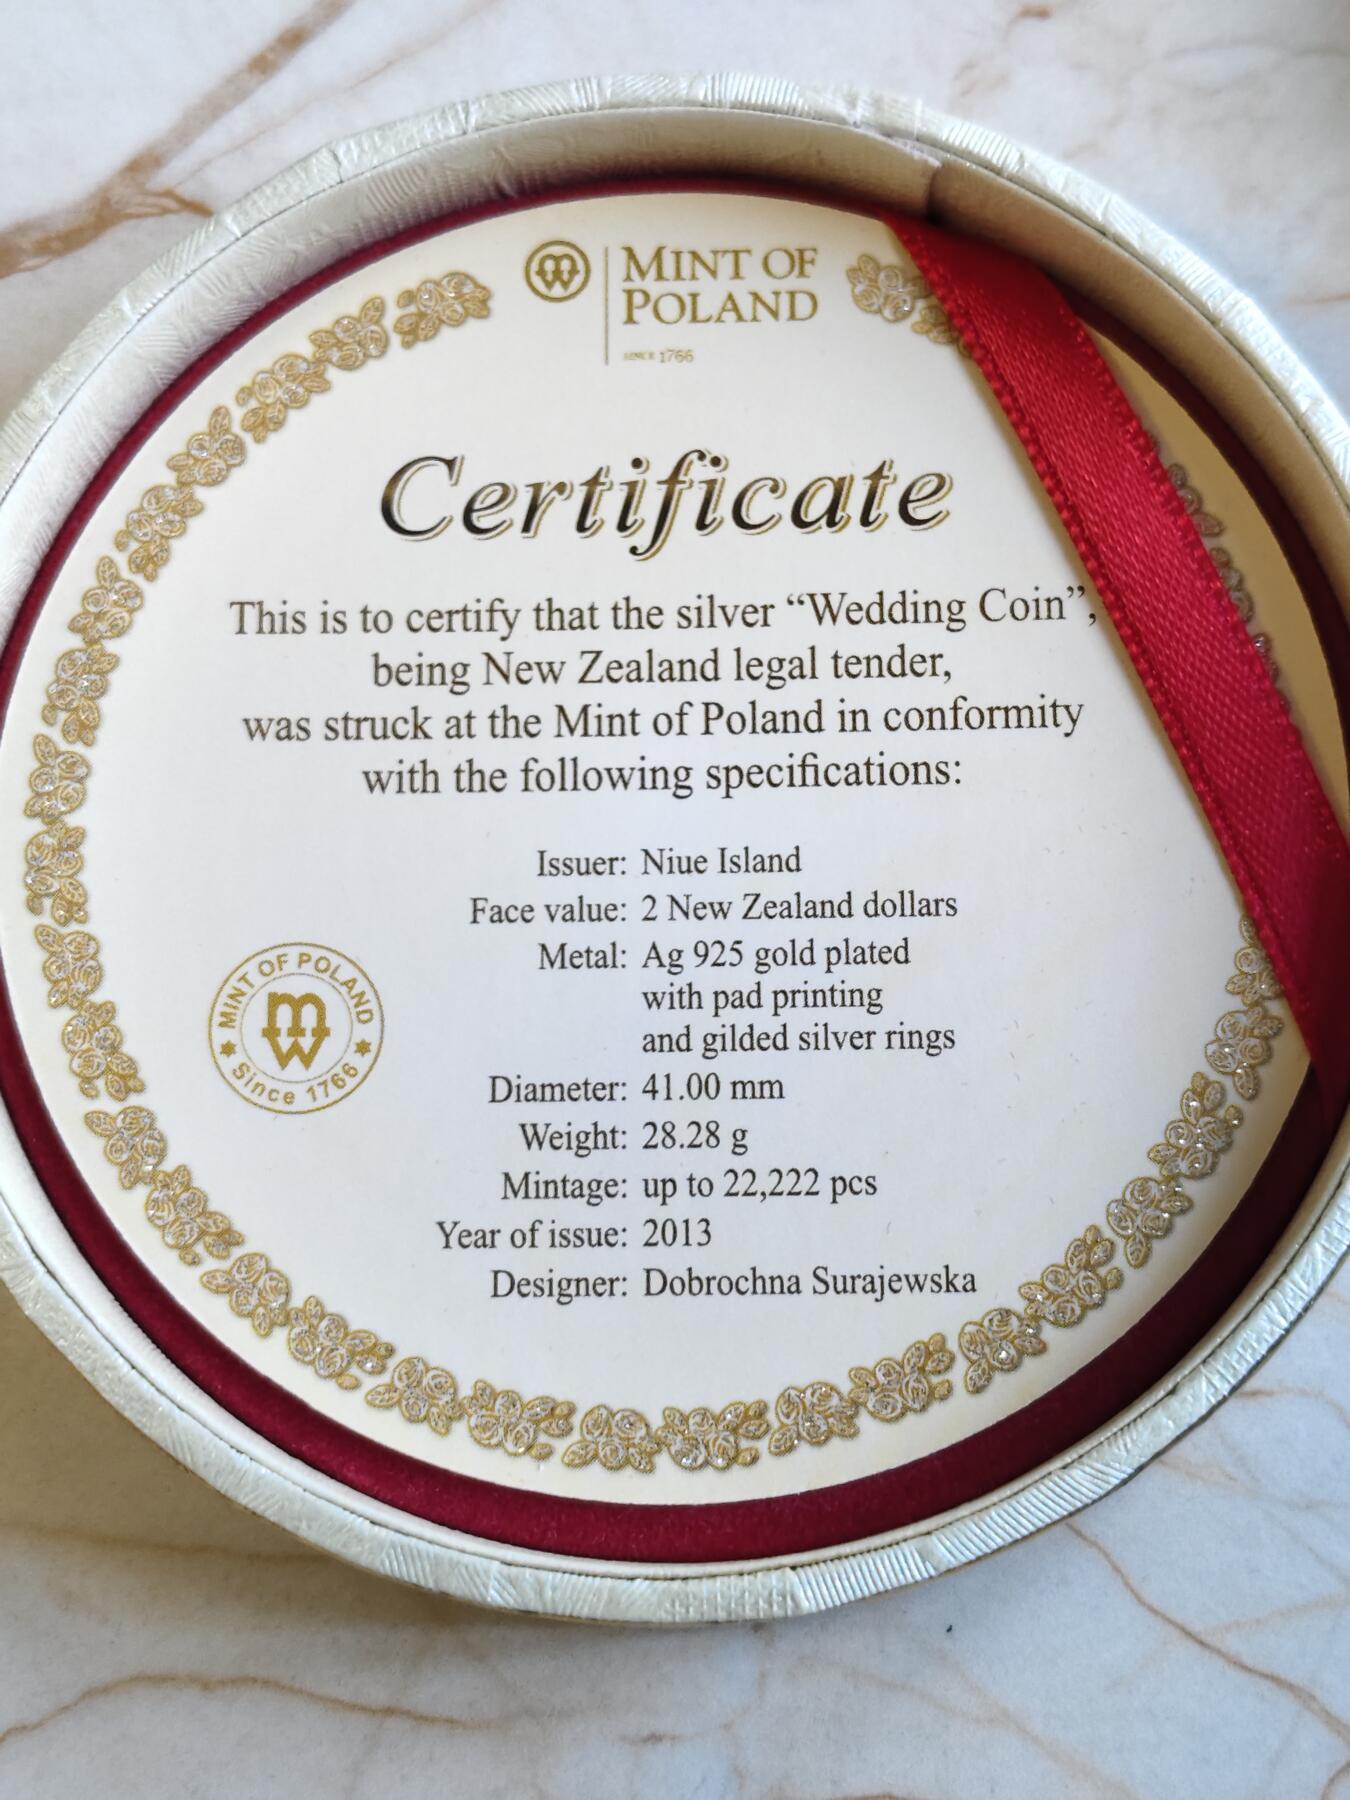 MINT OF
POLAND
SINCE 1766
Certificate
This is to certify that the silver “Wedding Coin”,
being New Zealand legal tender,
was struck at the Mint of Poland in conformity
with the following specifications:
Issuer: Niue Island
Face value: 2 New Zealand dollars
Metal: Ag 925 gold plated
with pad printing
and gilded silver rings
Diameter: 41.00 mm
Weight: 28.28 g
Mintage: up to 22,222 pcs
Year of issue: 2013
Designer: Dobrochna Surajewska
MINT OF POLAND
MW
Since 1766